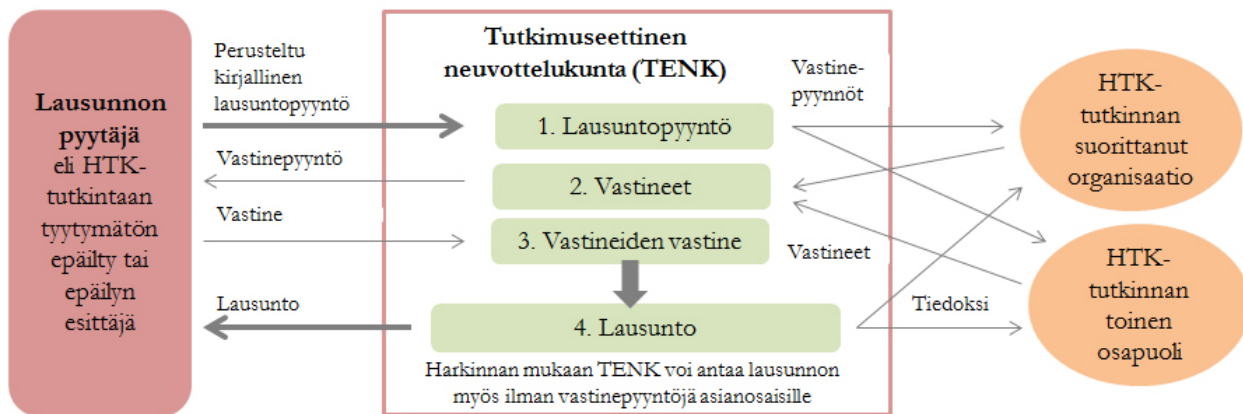 Lausunnon
pyytäjä
eli HTK-
tutkintaan
tyytymätön
epäilty tai
epäilyn
esittäjä
Perusteltu
kirjallinen
lausuntopyyntö
Vastinepyyntö
Vastine
Lausunto
Tutkimuseettinen
neuvottelukunta (TENK)
1. Lausuntopyyntö
2. Vastineet
3. Vastineiden vastine
4. Lausunto
Harkinnan mukaan TENK voi antaa lausunnon
myös ilman vastinepyyntöjä asianosaisille
Vastine-
pyynnöt
Vastineet
Tiedoksi
HTK-
tutkinnan
suorittanut
organisaatio
HTK-
tutkinnan
toinen
osapuoli